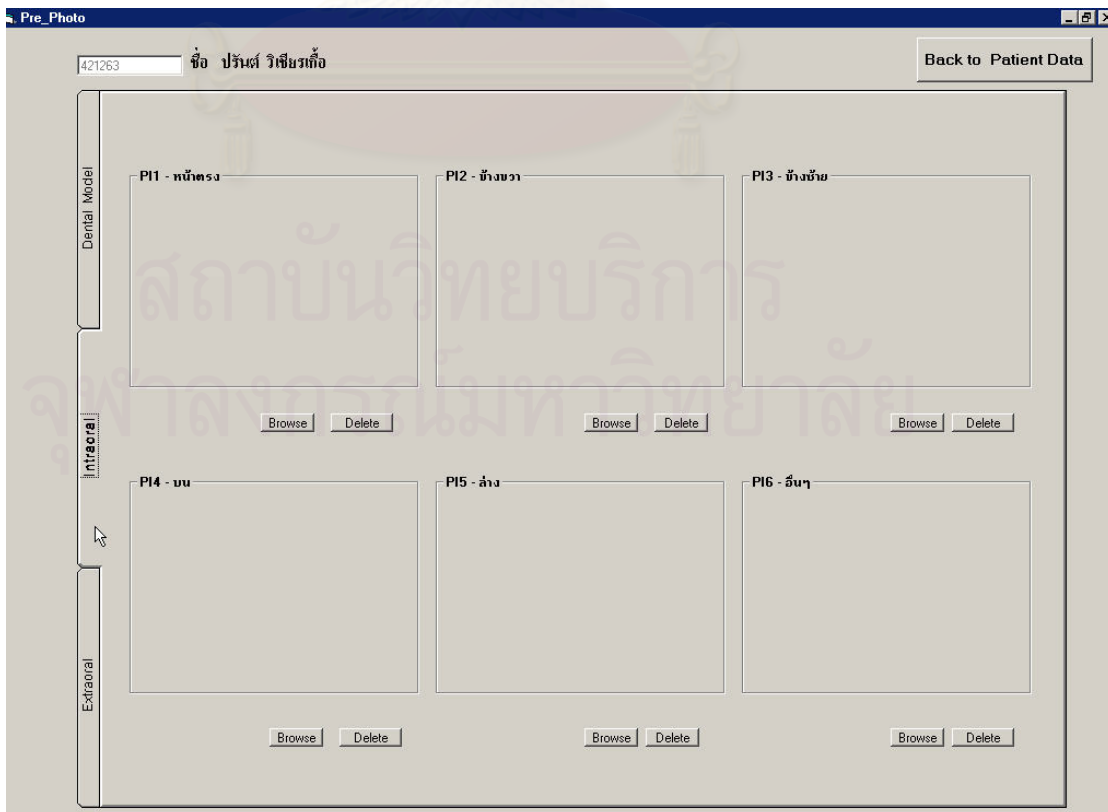 Pre_Photo
421263 ชื่อ ปรันต์ วิเชียรเกื้อ
Back to Patient Data
Dental Model
Intraoral
Extraoral
PI1 - หน้าตรง
PI2 - ข้างขวา
PI3 - ข้างซ้าย
Browse Delete
Browse Delete
Browse Delete
PI4 - บน
PI5 - ล่าง
PI6 - อื่นๆ
Browse Delete
Browse Delete
Browse Delete
สถาบันวิทยบริการ
จุฬาลงกรณ์มหาวิทยาลัย